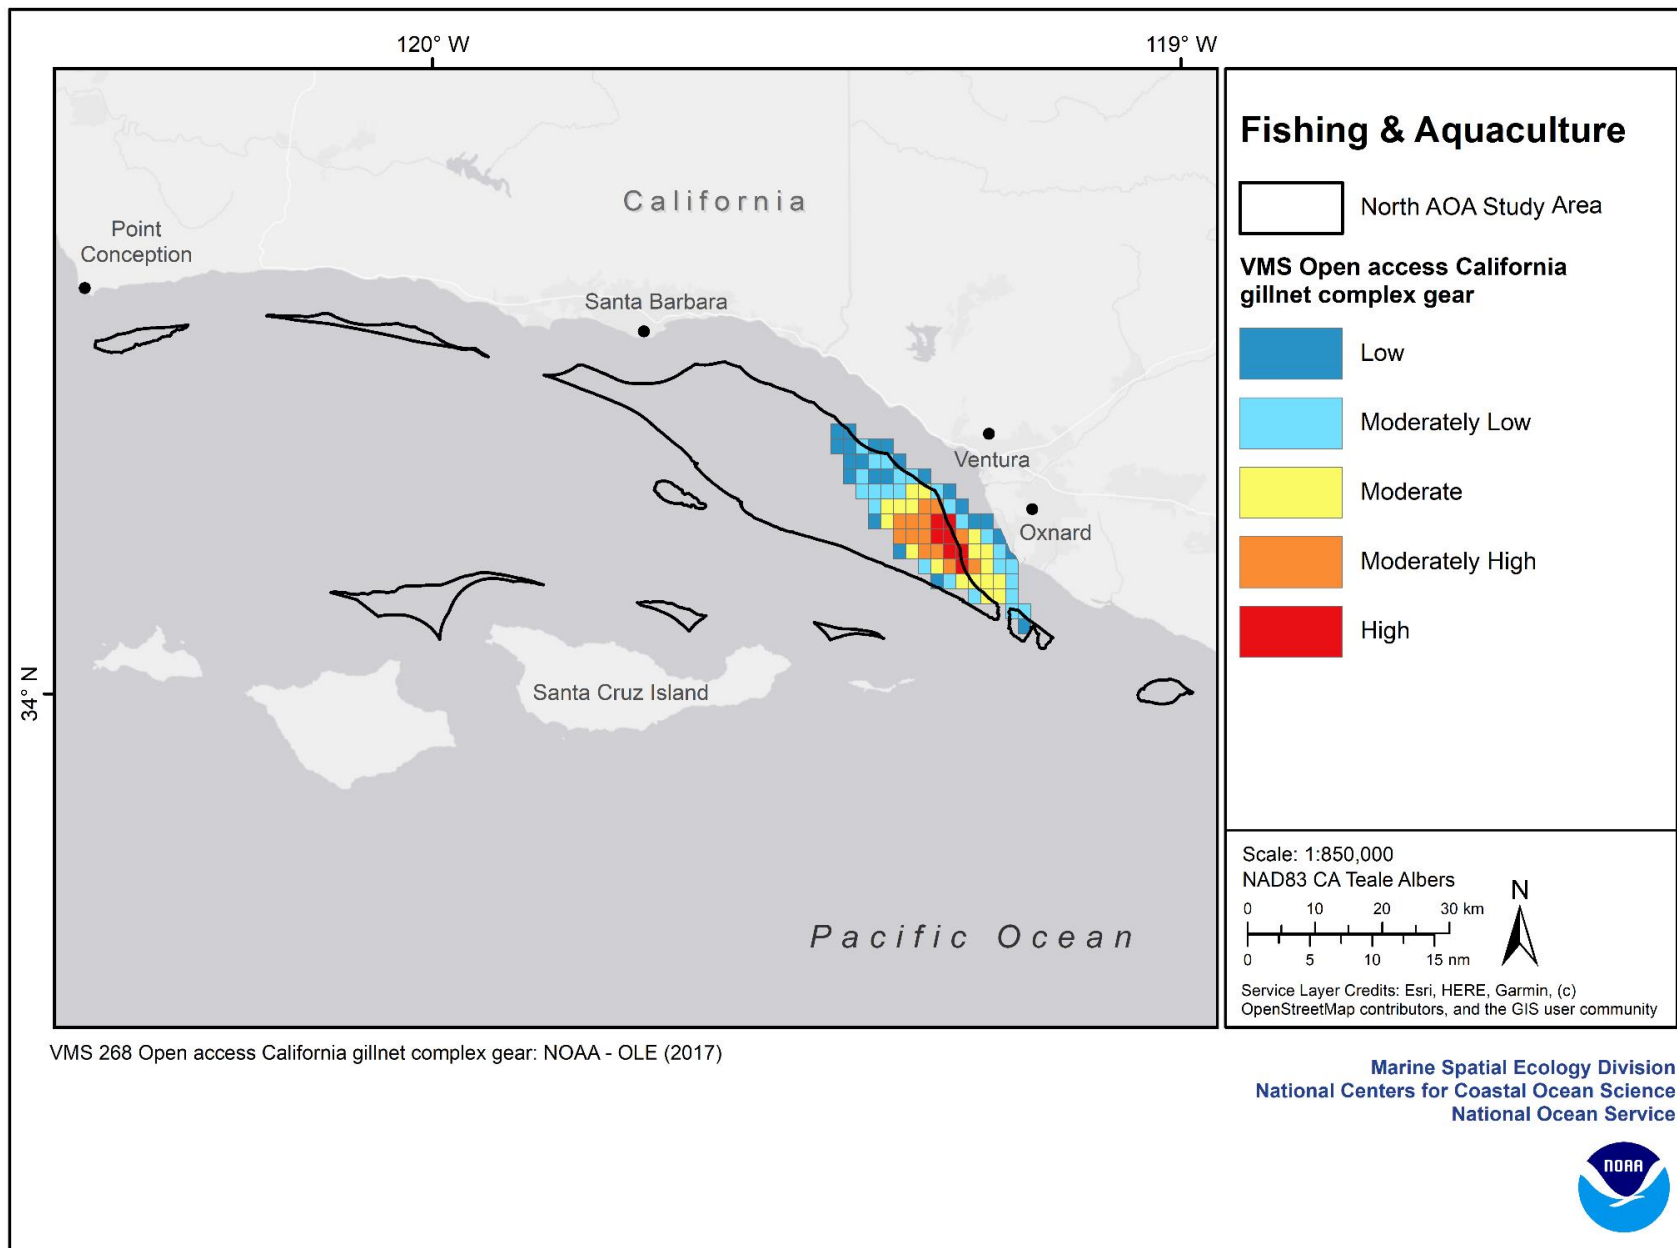 120° W
119° W
34° N
California
Point
Conception
Santa Barbara
Ventura
Oxnard
Santa Cruz Island
Pacific Ocean
Fishing & Aquaculture
North AOA Study Area
VMS Open access California
gillnet complex gear
Low
Moderately Low
Moderate
Moderately High
High
Scale: 1:850,000
NAD83 CA Teale Albers
0 10 20 30 km
0 5 10 15 nm
N
Service Layer Credits: Esri, HERE, Garmin, (c)
OpenStreetMap contributors, and the GIS user community
VMS 268 Open access California gillnet complex gear: NOAA - OLE (2017)
Marine Spatial Ecology Division
National Centers for Coastal Ocean Science
National Ocean Service
NOAA